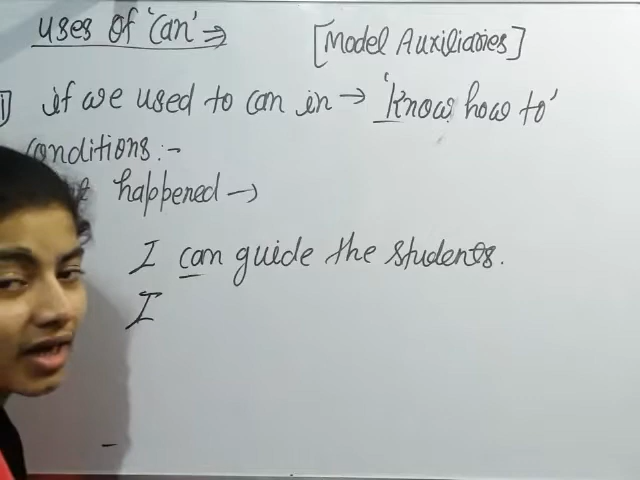 uses of 'can' ⇒ [Model Auxiliaries]
if we used to can in → 'know how to'
conditions:-
happened →
I can guide the students.
I